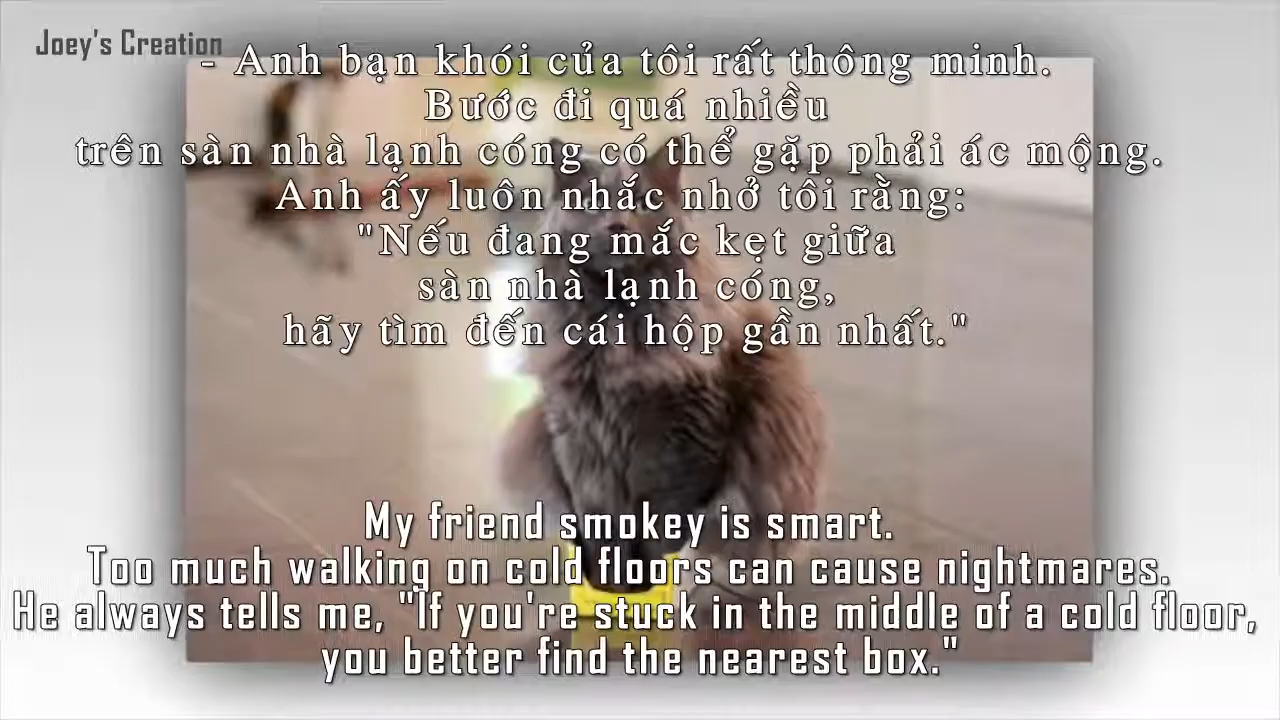 Joey's Creation
- Anh bạn khói của tôi rất thông minh.
Bước đi quá nhiều
trên sàn nhà lạnh cóng có thể gặp phải ác mộng.
Anh ấy luôn nhắc nhở tôi rằng:
"Nếu đang mắc kẹt giữa
sàn nhà lạnh cóng,
hãy tìm đến cái hộp gần nhất."
My friend smokey is smart.
Too much walking on cold floors can cause nightmares.
He always tells me, "If you're stuck in the middle of a cold floor,
you better find the nearest box."